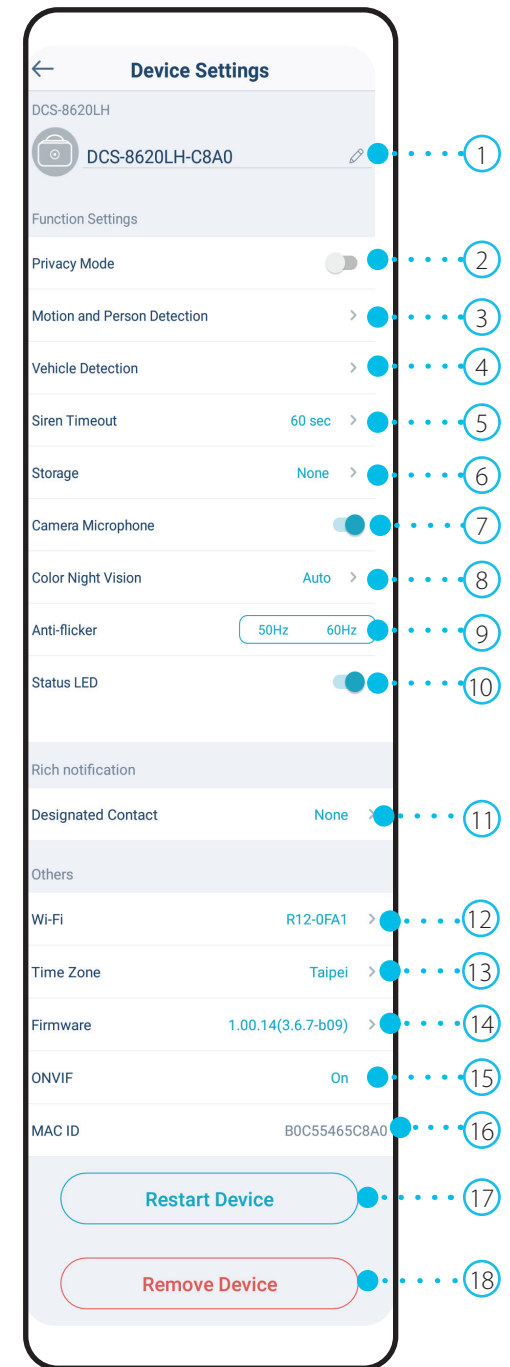 Device Settings
DCS-8620LH
DCS-8620LH-C8A0 1
Function Settings
Privacy Mode 2
Motion and Person Detection 3
Vehicle Detection 4
Siren Timeout 60 sec 5
Storage None 6
Camera Microphone 7
Color Night Vision Auto 8
Anti-flicker 50Hz 60Hz 9
Status LED 10
Rich notification
Designated Contact None 11
Others
Wi-Fi R12-0FA1 12
Time Zone Taipei 13
Firmware 1.00.14(3.6.7-b09) 14
ONVIF On 15
MAC ID B0C55465C8A0 16
Restart Device 17
Remove Device 18